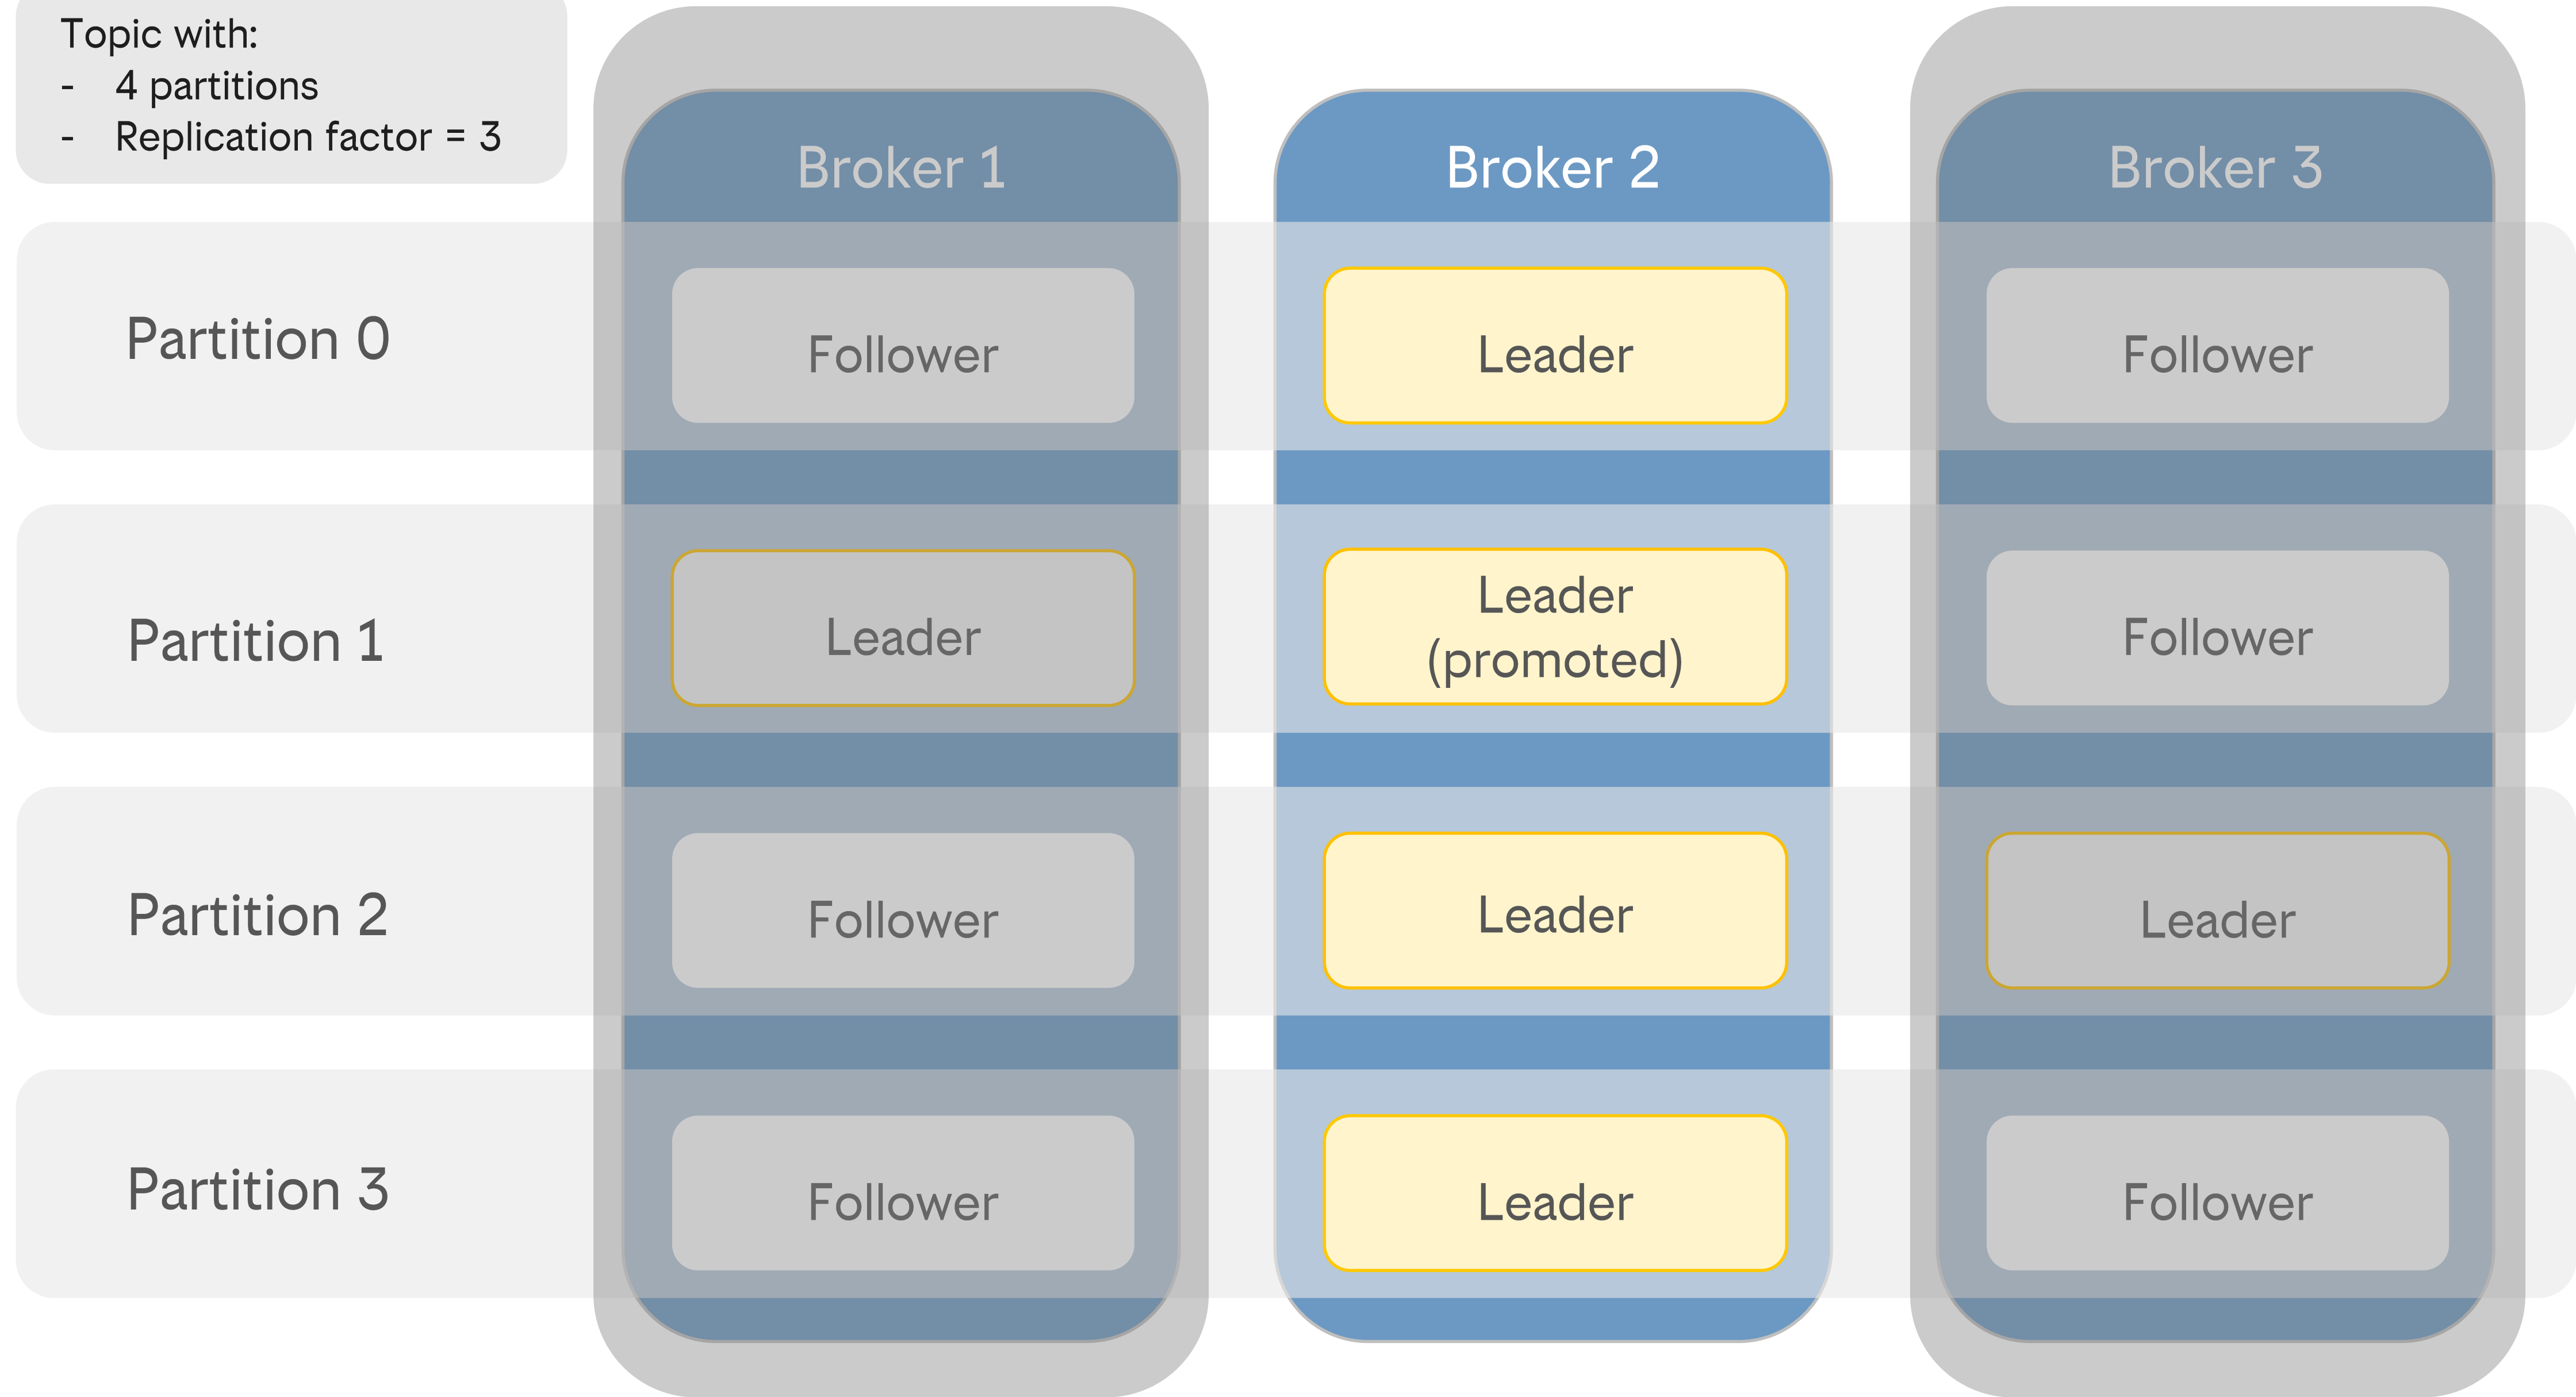 Topic with:
- 4 partitions
- Replication factor = 3
Broker 1
Broker 2
Broker 3
Partition 0
Follower
Leader
Follower
Partition 1
Leader
Leader
(promoted)
Follower
Partition 2
Follower
Leader
Leader
Partition 3
Follower
Leader
Follower